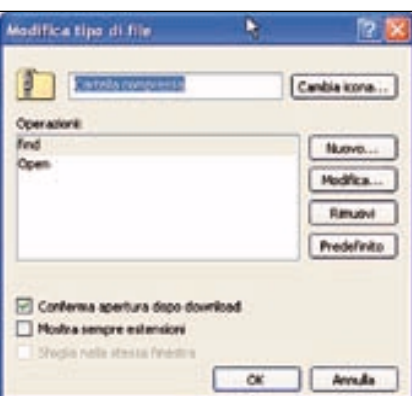 Modifica tipo di file
Cartella compressa
Cambia icona...
Operazioni:
find
Open
Nuovo...
Modifica...
Rimuovi
Predefinito
Conferma apertura dopo download
Mostra sempre estensioni
Sfoglia nella stessa finestra
OK
Annulla